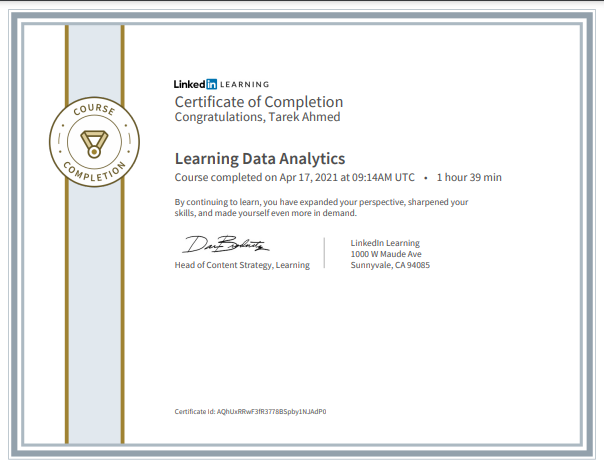 COURSE
COMPLETION
Linkedin LEARNING
Certificate of Completion
Congratulations, Tarek Ahmed
Learning Data Analytics
Course completed on Apr 17, 2021 at 09:14AM UTC • 1 hour 39 min
By continuing to learn, you have expanded your perspective, sharpened your
skills, and made yourself even more in demand.
Head of Content Strategy, Learning
LinkedIn Learning
1000 W Maude Ave
Sunnyvale, CA 94085
Certificate Id: AQhUxRRwF3fR3778BSpby1NJAdP0